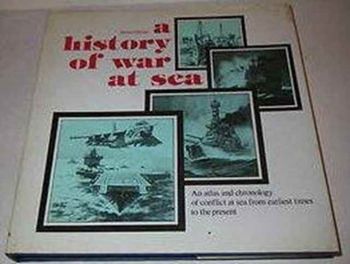 a
history
of war
at sea
An atlas and chronology
of conflict at sea from earliest times
to the present